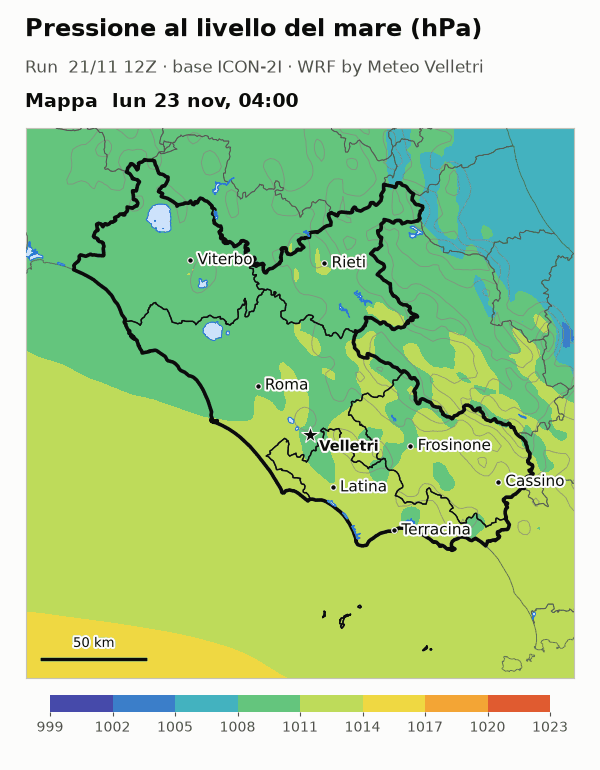 Pressione al livello del mare (hPa)
Run  21/11 12Z · base ICON-2I · WRF by Meteo Velletri
Mappa  lun 23 nov, 04:00
Viterbo
Rieti
Roma
Velletri
Frosinone
Cassino
Latina
Terracina
50 km
999 1002 1005 1008 1011 1014 1017 1020 1023